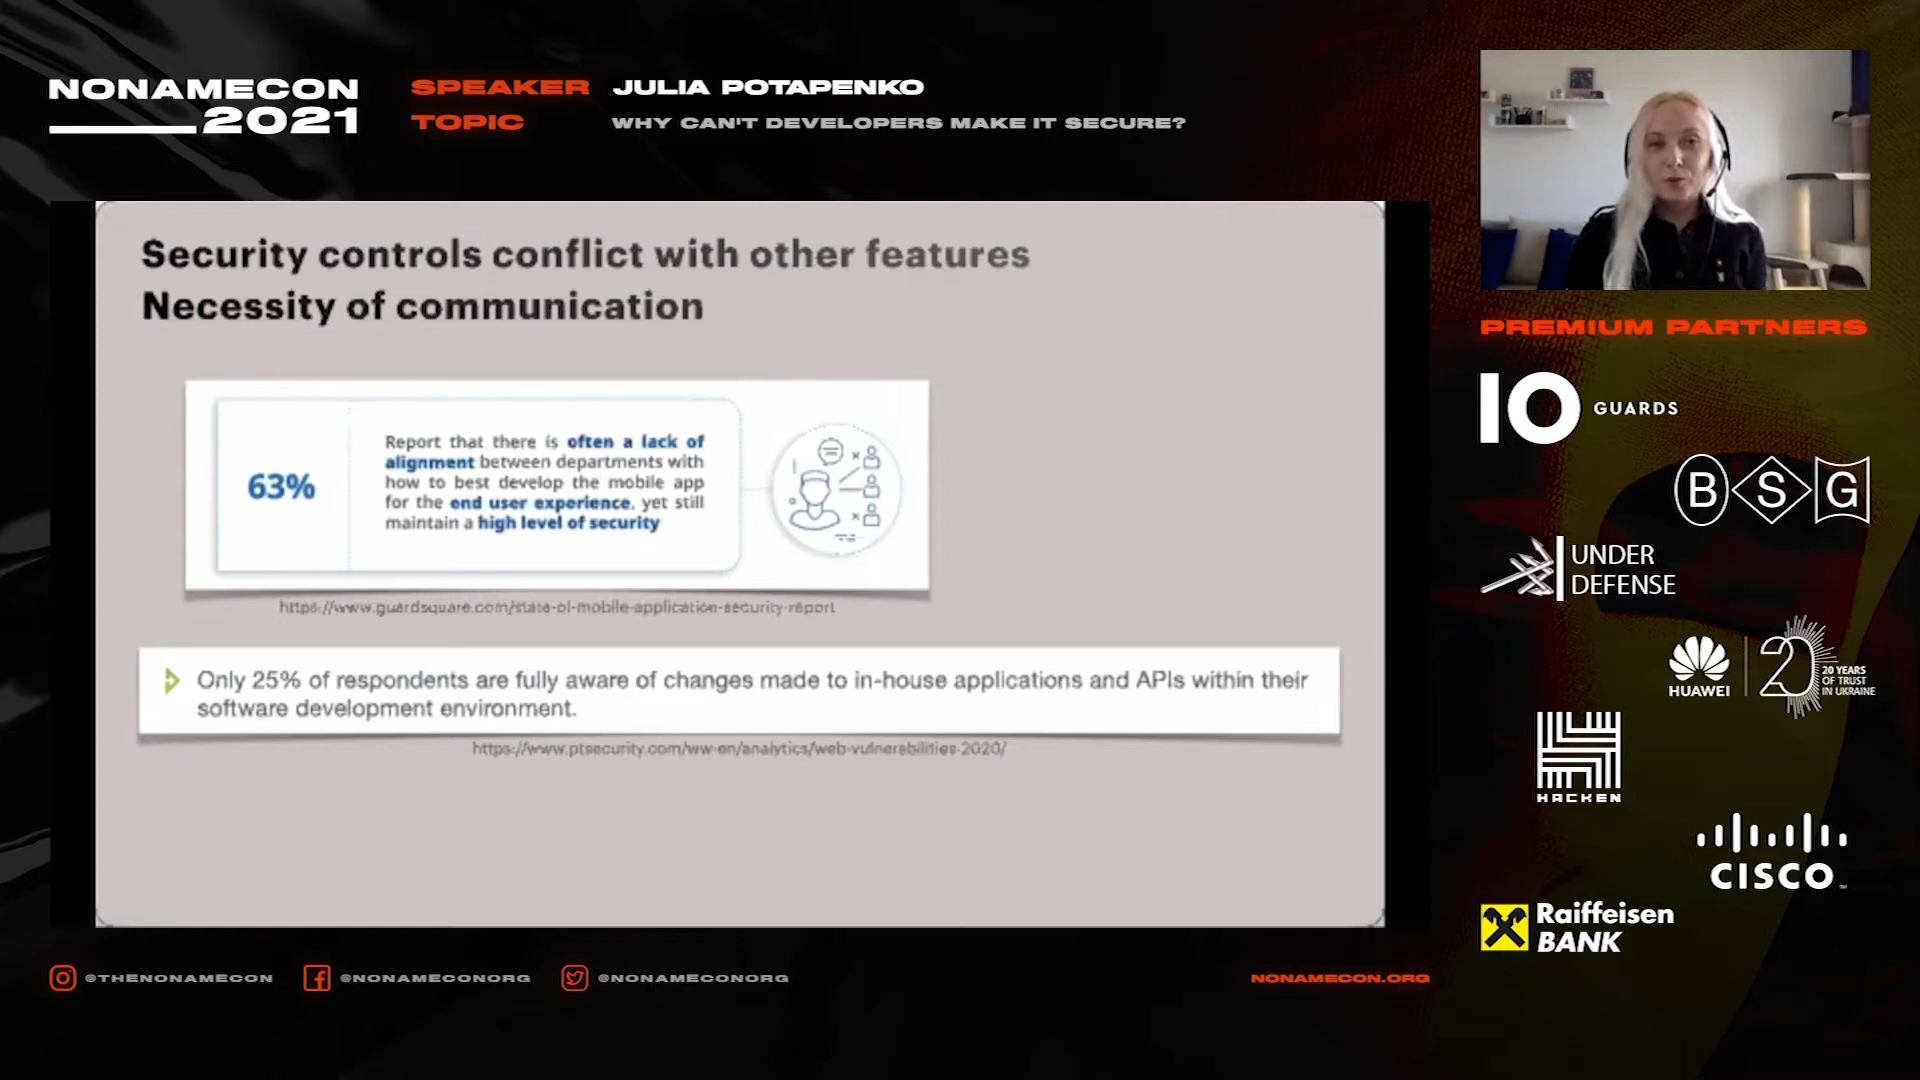 NONAMECON
2021
SPEAKER JULIA POTAPENKO
TOPIC WHY CAN'T DEVELOPERS MAKE IT SECURE?
Security controls conflict with other features
Necessity of communication
63%
Report that there is often a lack of
alignment between departments with
how to best develop the mobile app
for the end user experience, yet still
maintain a high level of security
https://www.guardsquare.com/state-of-mobile-application-security-report
Only 25% of respondents are fully aware of changes made to in-house applications and APIs within their
software development environment.
https://www.ptsecurity.com/ww-en/analytics/web-vulnerabilities-2020/
PREMIUM PARTNERS
IO GUARDS
BSG
UNDER
DEFENSE
HUAWEI
20
20 YEARS
OF TRUST
IN UKRAINE
HACKEN
CISCO
Raiffeisen
BANK
@THENONAMECON
@NONAMECONORG
@NONAMECONORG
NONAMECON.ORG